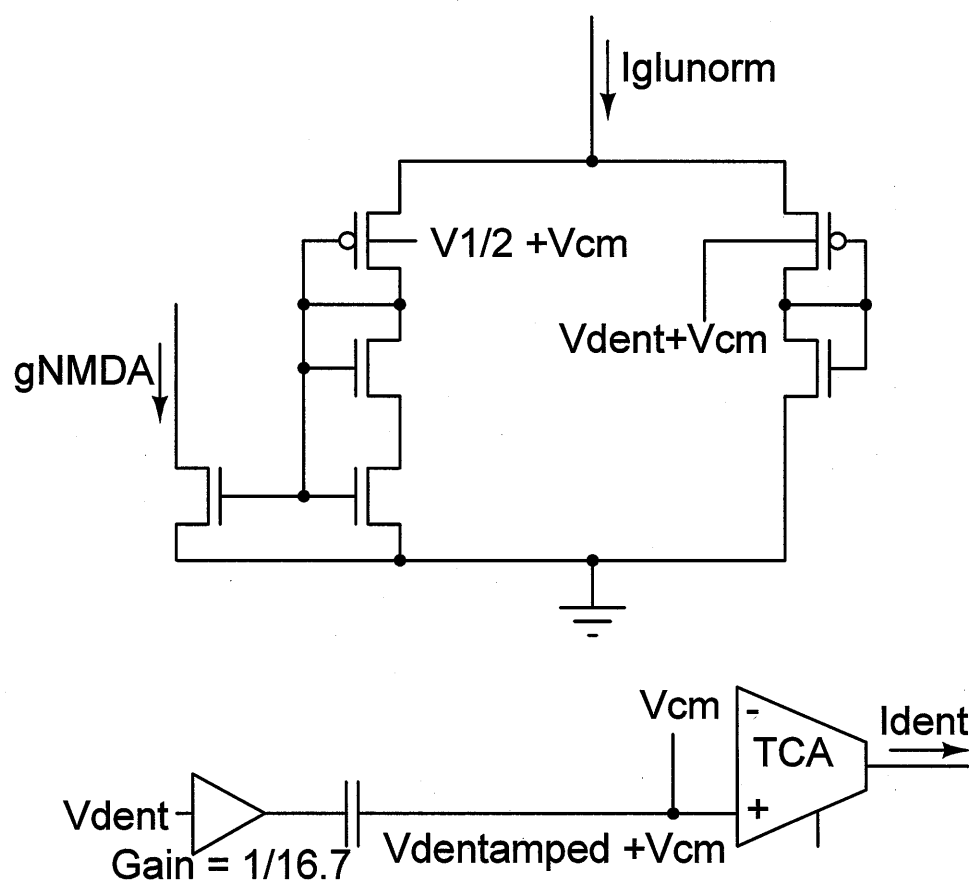 Iglunorm
V1/2 +Vcm
Vdent+Vcm
gNMDA
Vcm
-
TCA
Ident
+
Vdent
Vdentamped +Vcm
Gain = 1/16.7